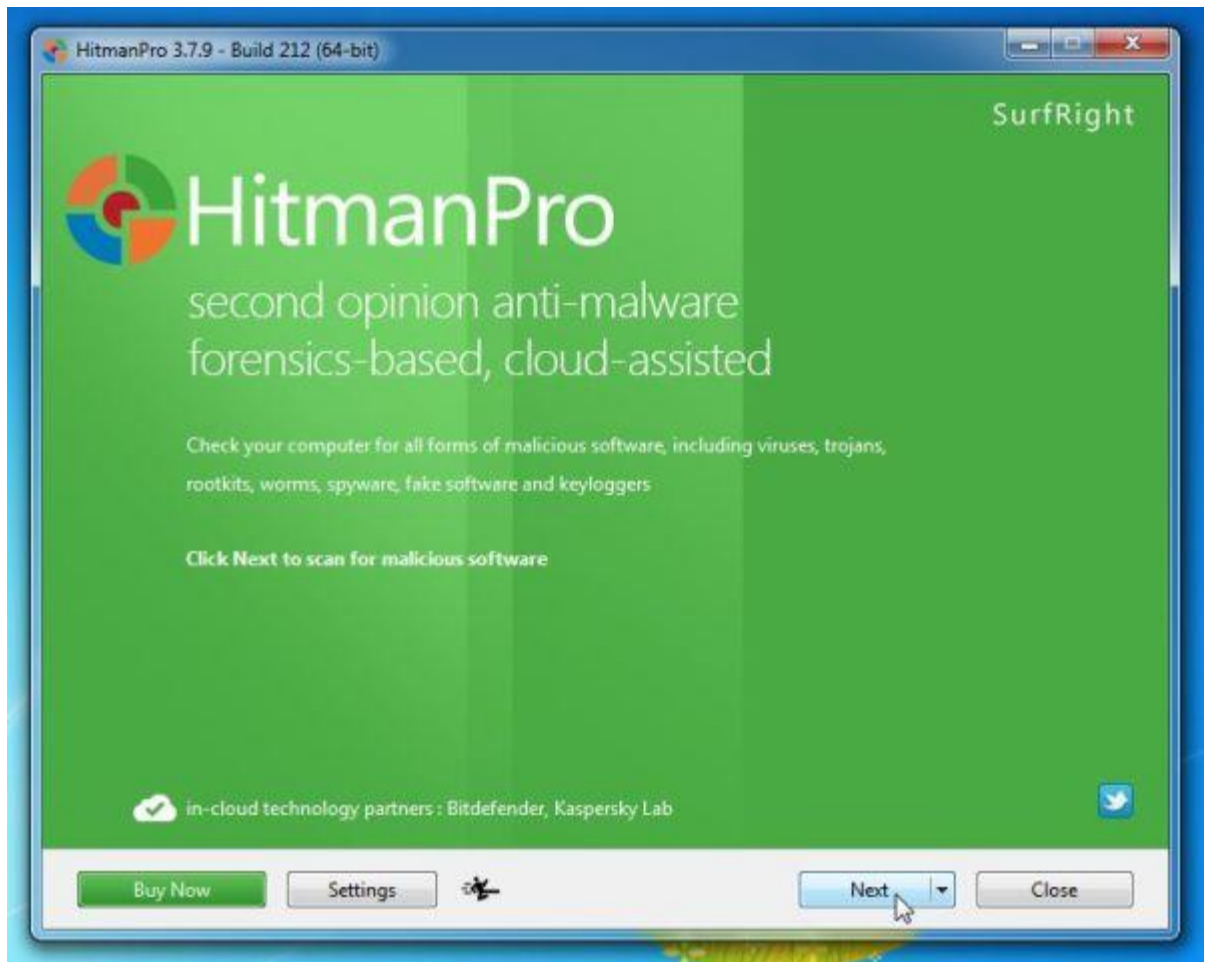 HitmanPro 3.7.9 - Build 212 (64-bit)
SurfRight
HitmanPro
second opinion anti-malware
forensics-based, cloud-assisted
Check your computer for all forms of malicious software, including viruses, trojans,
rootkits, worms, spyware, fake software and keyloggers
Click Next to scan for malicious software
in-cloud technology partners : Bitdefender, Kaspersky Lab
Buy Now
Settings
Next
Close